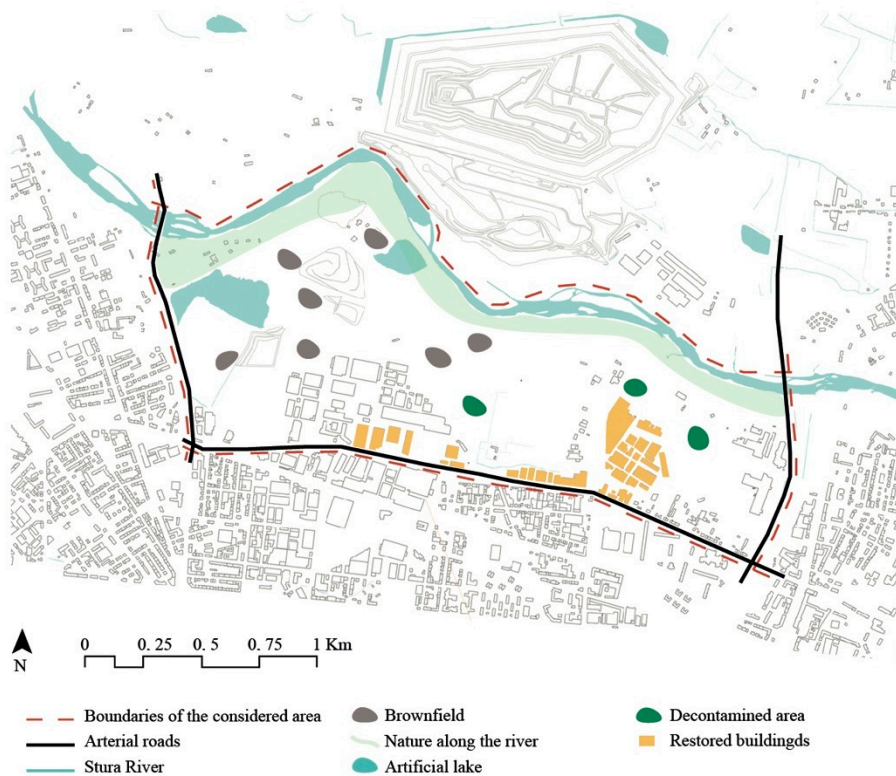 0 0.25 0.5 0.75 1 Km
N
Boundaries of the considered area
Brownfield
Decontamined area
Arterial roads
Nature along the river
Restored buildingds
Stura River
Artificial lake